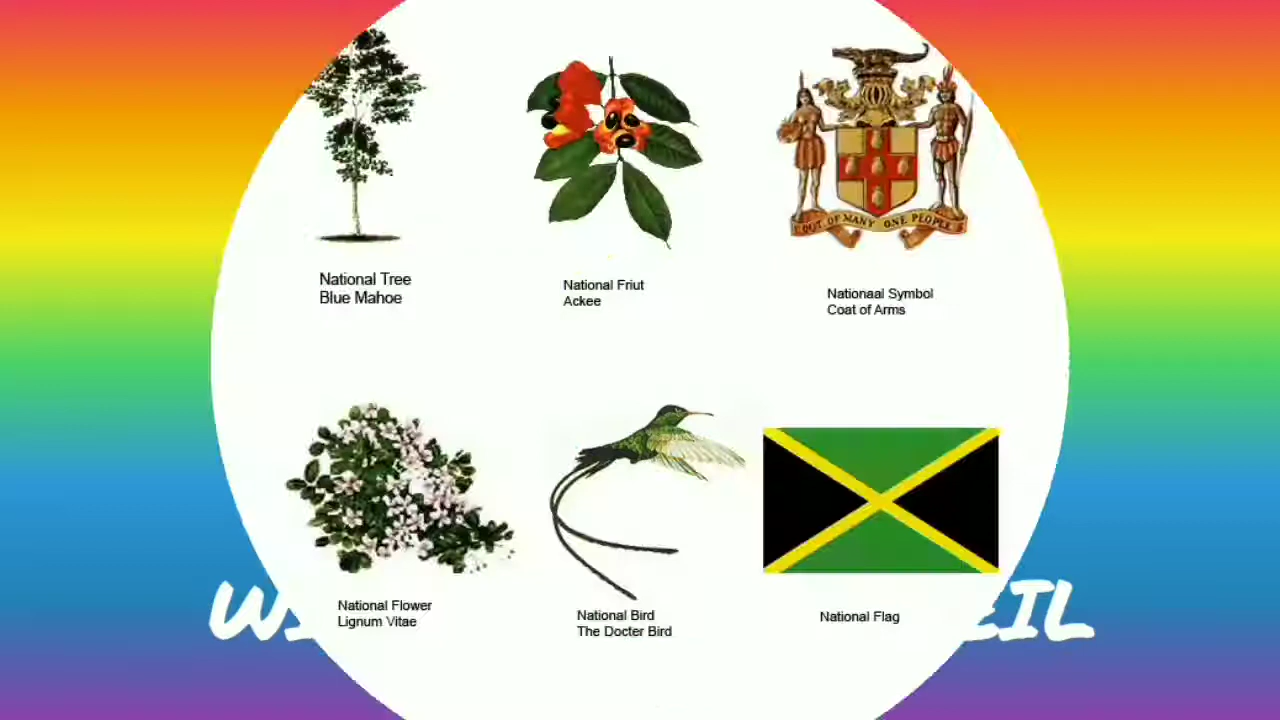 OUT OF MANY ONE PEOPLE
National Tree
Blue Mahoe
National Friut
Ackee
Nationaal Symbol
Coat of Arms
National Flower
Lignum Vitae
National Bird
The Docter Bird
National Flag